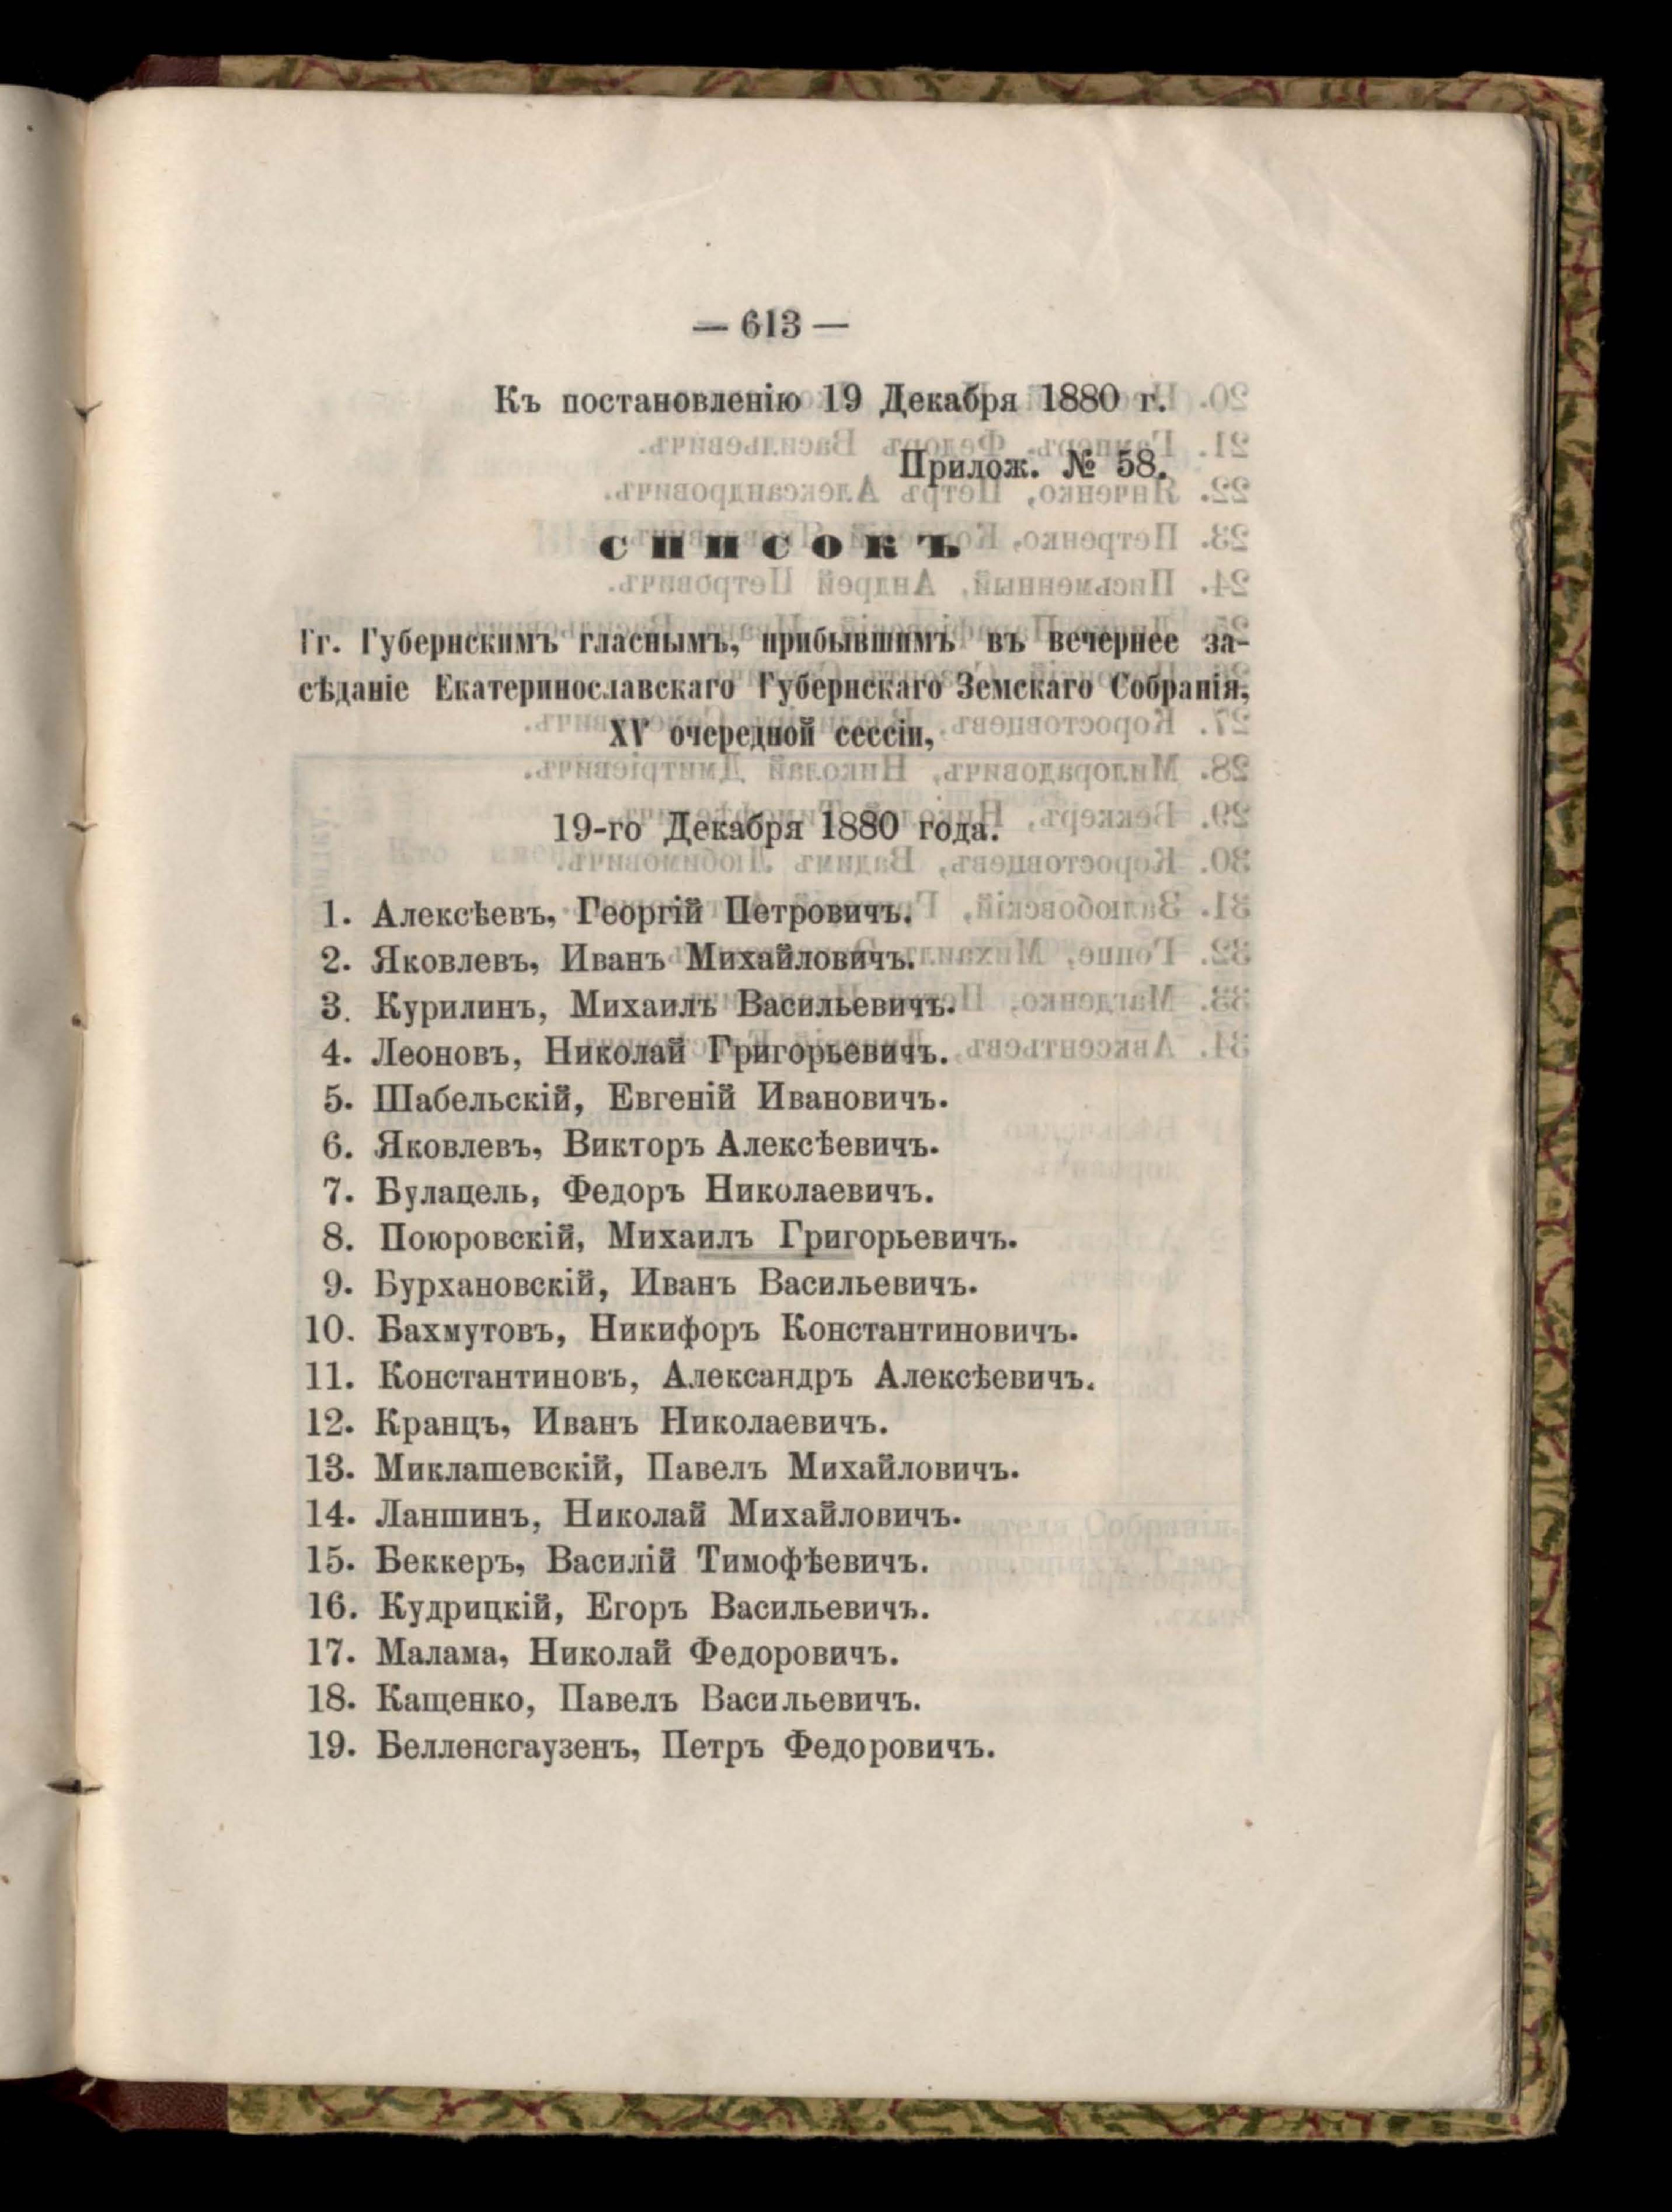 — 613 —
Къ постановленію 19 Декабря 1880 г.
Прилож. № 58.
СПИСОКЪ
Гг. Губернскимъ гласнымъ, прибывшимъ въ вечернее за-
сѣданіе Екатеринославскаго Губернскаго Земскаго Собранія,
XV очередной сессіи,
19-го Декабря 1880 года.
1. Алексѣевъ, Георгій Петровичъ.
2. Яковлевъ, Иванъ Михайловичъ.
3. Курилинъ, Михаилъ Васильевичъ.
4. Леоновъ, Николай Григорьевичъ.
5. Шабельскій, Евгеній Ивановичъ.
6. Яковлевъ, Викторъ Алексѣевичъ.
7. Булацель, Федоръ Николаевичъ.
8. Поюровскій, Михаилъ Григорьевичъ.
9. Бурхановскій, Иванъ Васильевичъ.
10. Бахмутовъ, Никифоръ Константиновичъ.
11. Константиновъ, Александръ Алексѣевичъ.
12. Кранцъ, Иванъ Николаевичъ.
13. Миклашевскій, Павелъ Михайловичъ.
14. Ланшинъ, Николай Михайловичъ.
15. Беккеръ, Василій Тимофѣевичъ.
16. Кудрицкій, Егоръ Васильевичъ.
17. Малама, Николай Федоровичъ.
18. Кащенко, Павелъ Васильевичъ.
19. Белленсгаузенъ, Петръ Федоровичъ.